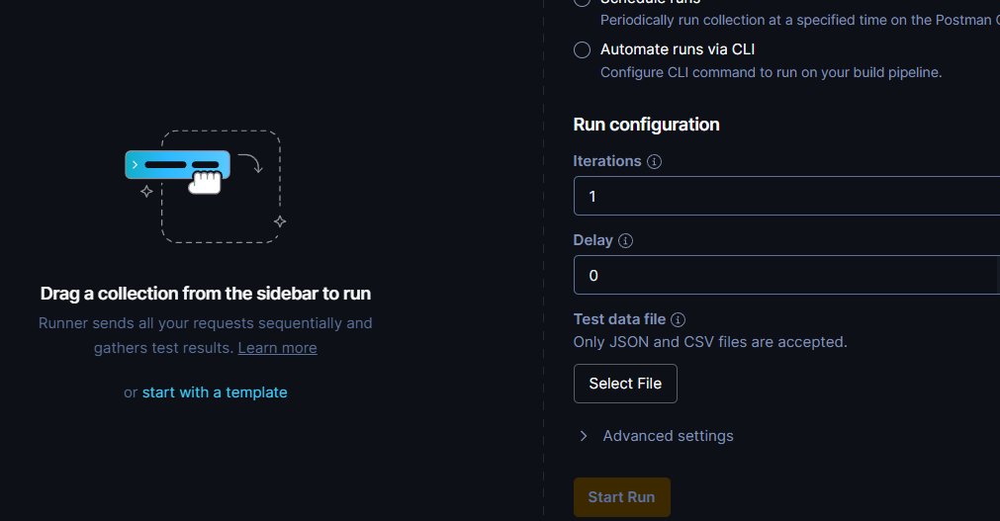 Schedule runs
Periodically run collection at a specified time on the Postman
Automate runs via CLI
Configure CLI command to run on your build pipeline.
Run configuration
Iterations
1
Delay
0
Test data file
Only JSON and CSV files are accepted.
Select File
Advanced settings
Start Run
Drag a collection from the sidebar to run
Runner sends all your requests sequentially and
gathers test results. Learn more
or start with a template